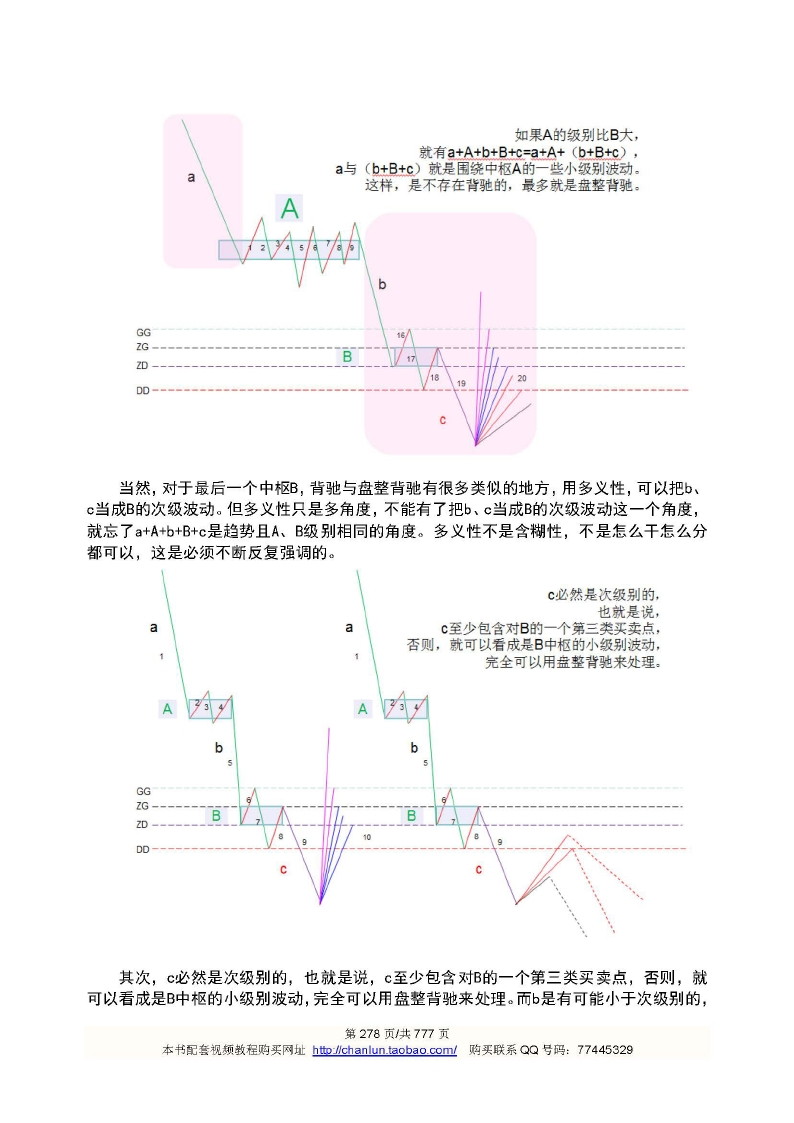 如果A的级别比B大，
就有a+A+b+B+c=a+A+（b+B+c），
a与（b+B+c）就是围绕中枢A的一些小级别波动。
这样，是不存在背驰的，最多就是盘整背驰。
a
A
1 2 3 4 5 6 7 8 9
b
GG
ZG
ZD
DD
B
16
17
18
19
20
c
当然，对于最后一个中枢B，背驰与盘整背驰有很多类似的地方，用多义性，可以把b、
c当成B的次级波动。但多义性只是多角度，不能有了把b、c当成B的次级波动这一个角度，
就忘了a+A+b+B+c是趋势且A、B级别相同的角度。多义性不是含糊性，不是怎么干怎么分
都可以，这是必须不断反复强调的。
c必然是次级别的，
也就是说，
c至少包含对B的一个第三类买卖点，
否则，就可以看成是B中枢的小级别波动，
完全可以用盘整背驰来处理。
a
1
A
2 3 4
b
5
GG
ZG
ZD
DD
B
6
7
8
9
10
c
a
1
A
2 3 4
b
5
B
6
7
8
9
c
其次，c必然是次级别的，也就是说，c至少包含对B的一个第三类买卖点，否则，就
可以看成是B中枢的小级别波动，完全可以用盘整背驰来处理。而b是有可能小于次级别的，
第 278 页/共 777 页
本书配套视频教程购买网址 http://chanlun.taobao.com/ 购买联系 QQ 号码：77445329